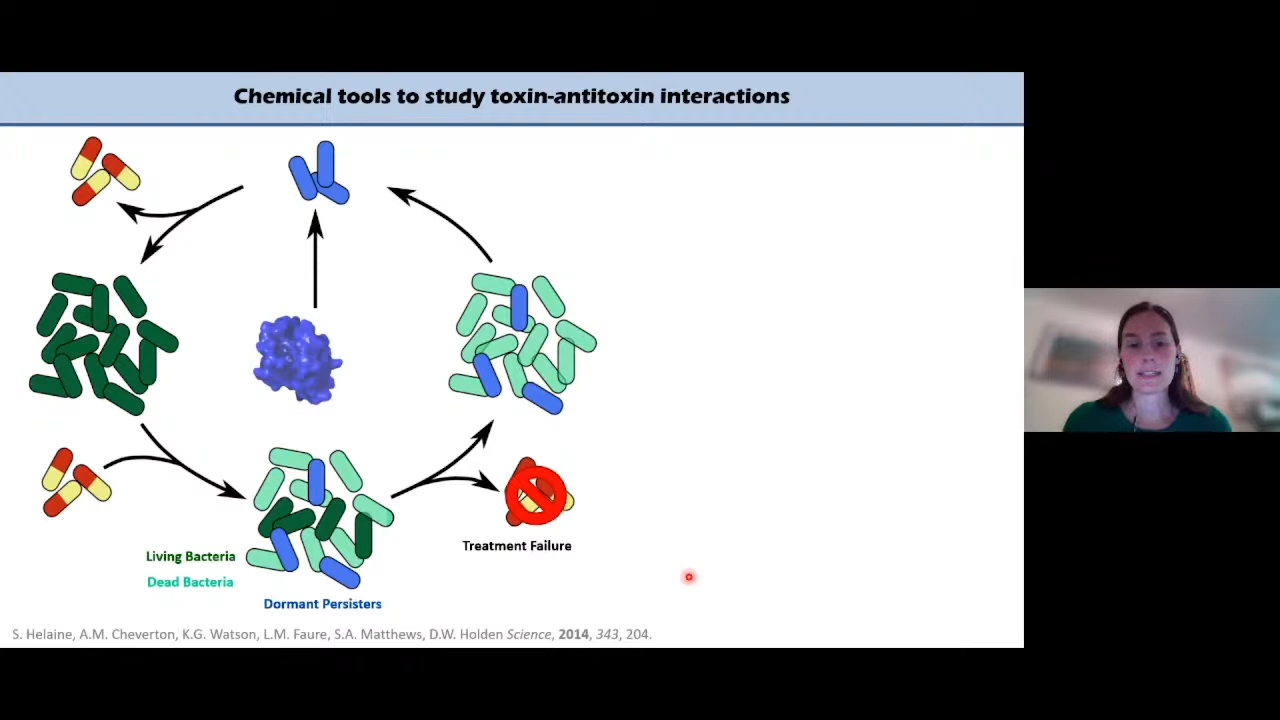 Chemical tools to study toxin-antitoxin interactions
Living Bacteria
Dead Bacteria
Dormant Persisters
Treatment Failure
S. Helaine, A.M. Cheverton, K.G. Watson, L.M. Faure, S.A. Matthews, D.W. Holden Science, 2014, 343, 204.